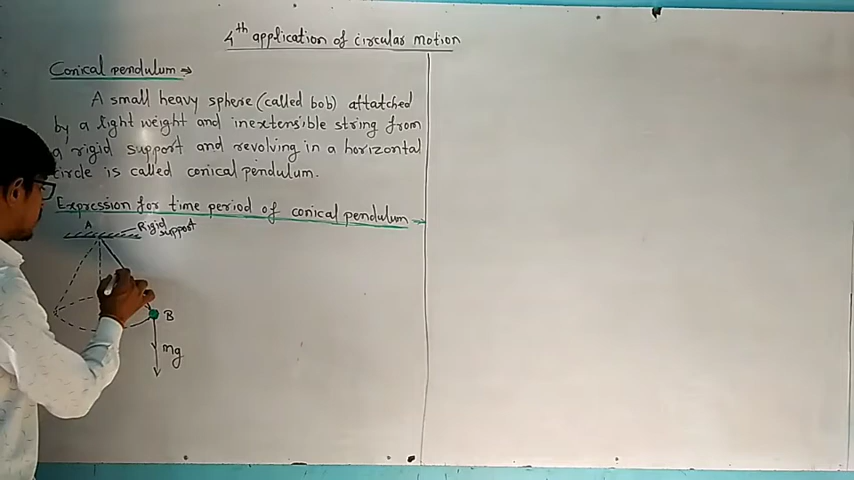 4th application of circular motion
Conical pendulum →
A small heavy sphere (called bob) attatched
by a light weight and inextensible string from
a rigid support and revolving in a horizontal
circle is called conical pendulum.
Expression for time period of conical pendulum →
A
Rigid
support
B
mg